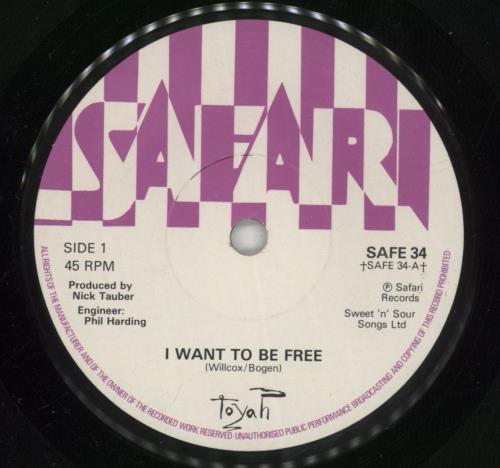 SAFARI
SIDE 1
45 RPM
Produced by
Nick Tauber
Engineer:
Phil Harding
SAFE 34
†SAFE 34-A†
Ⓟ Safari
Records
Sweet 'n' Sour
Songs Ltd
I WANT TO BE FREE
(Willcox/Bogen)
Toyah
ALL RIGHTS OF THE MANUFACTURER AND OF THE OWNER OF THE RECORDED WORK RESERVED·UNAUTHORISED PUBLIC PERFORMANCE BROADCASTING AND COPYING OF THIS RECORD PROHIBITED·